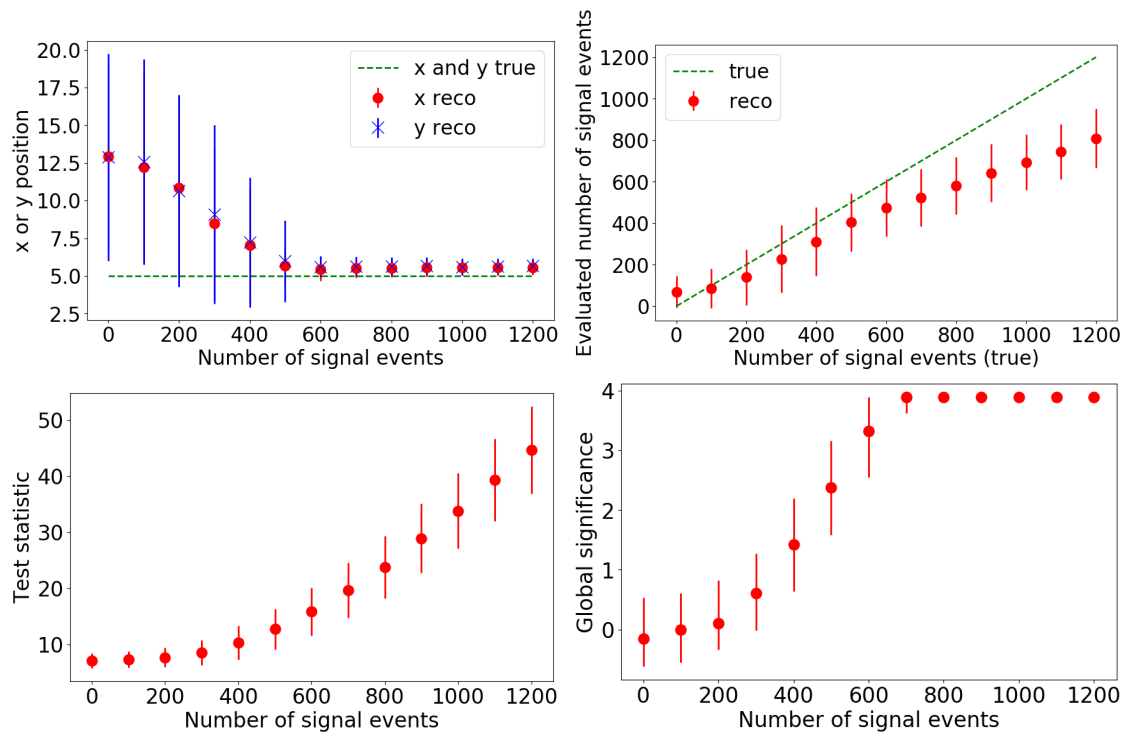 x or y position
20.0
17.5
15.0
12.5
10.0
7.5
5.0
2.5
x and y true
x reco
y reco
0 200 400 600 800 1000 1200
Number of signal events
Evaluated number of signal events
1200
1000
800
600
400
200
0
true
reco
0 200 400 600 800 1000 1200
Number of signal events (true)
Test statistic
50
40
30
20
10
0 200 400 600 800 1000 1200
Number of signal events
Global significance
4
3
2
1
0
0 200 400 600 800 1000 1200
Number of signal events